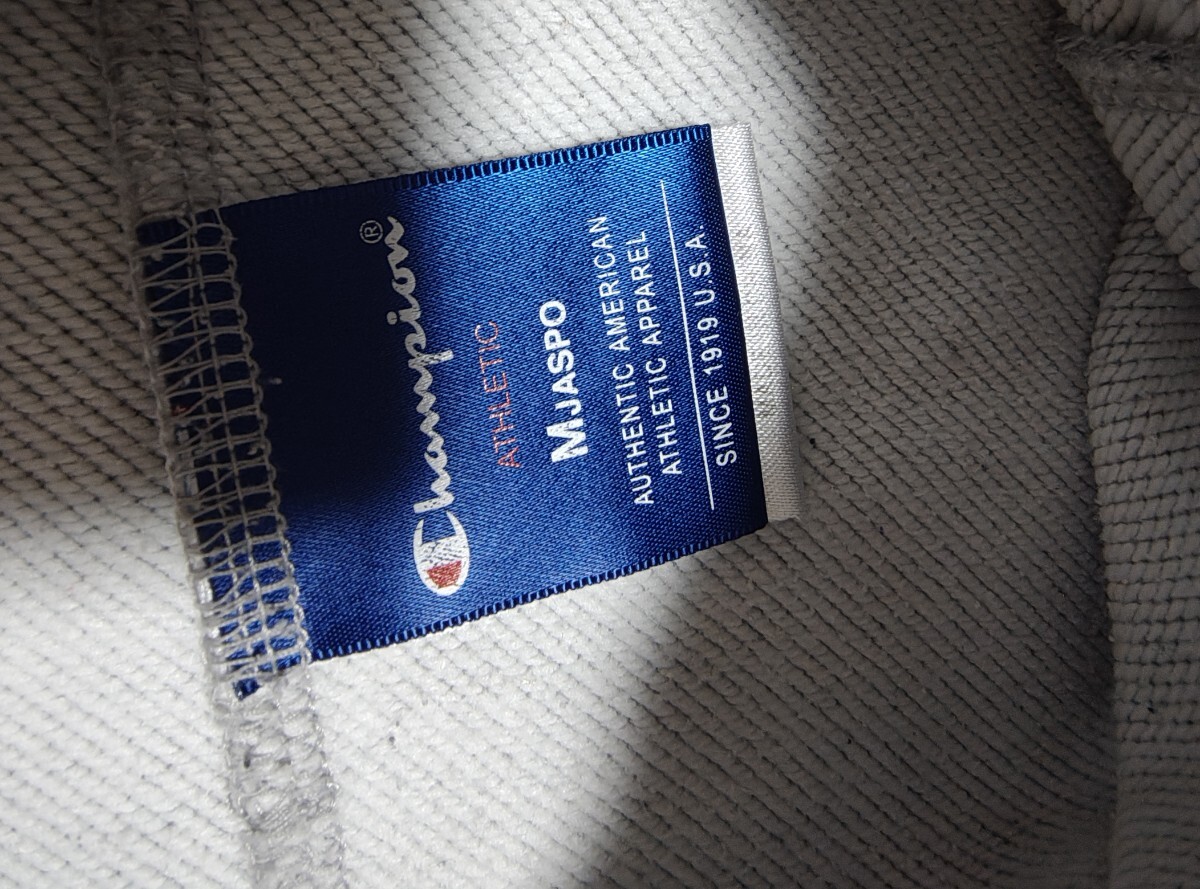 Champion®
ATHLETIC
MJASPO
AUTHENTIC AMERICAN
ATHLETIC APPAREL
SINCE 1919 U.S.A.